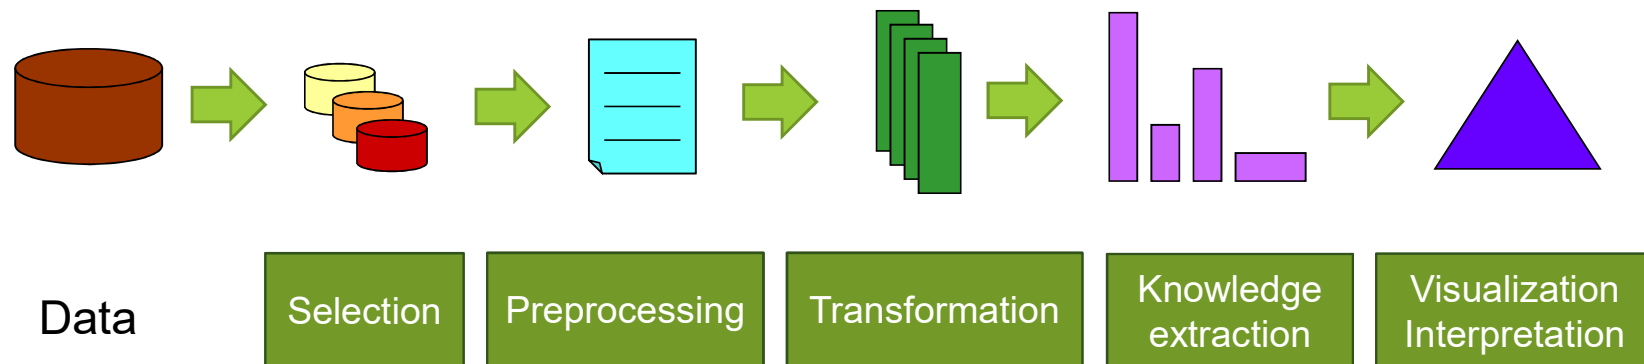 Data
Selection
Preprocessing
Transformation
Knowledge
extraction
Visualization
Interpretation